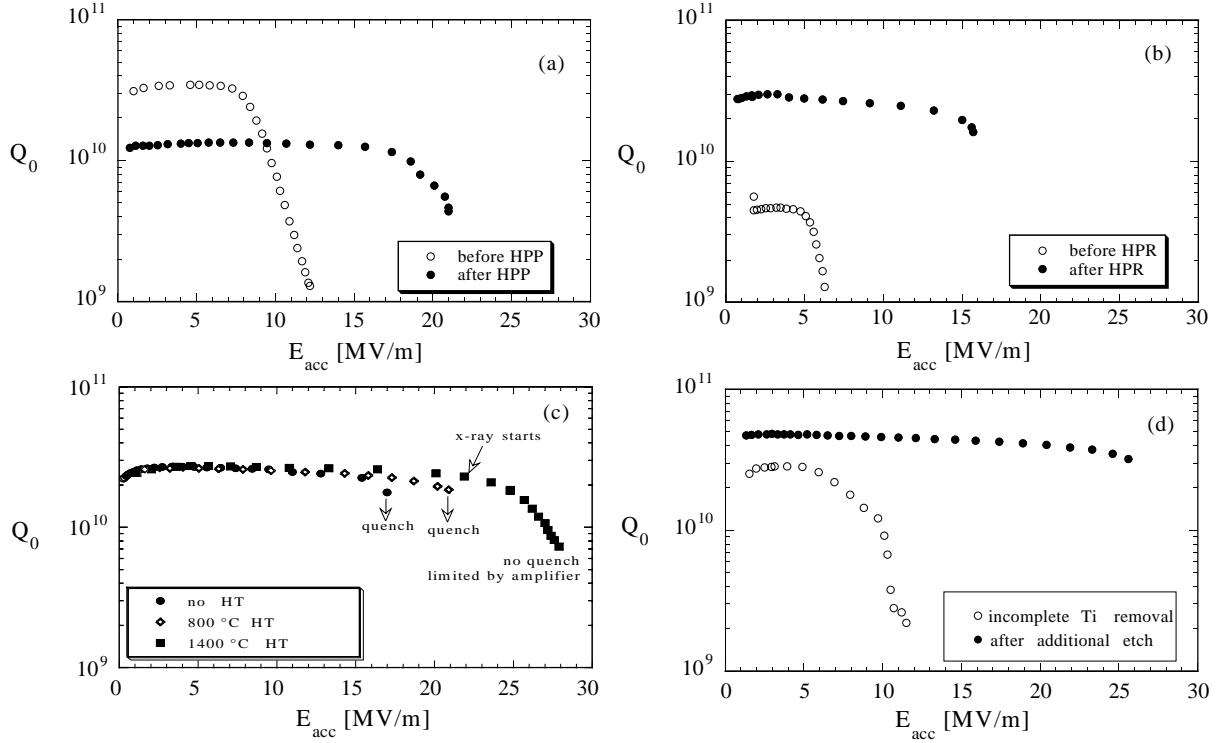 10^11
(a)
Q_0
10^10
before HPP
after HPP
10^9
0 5 10 15 20 25 30
E_acc [MV/m]
10^11
(b)
Q_0
10^10
before HPR
after HPR
10^9
0 5 10 15 20 25 30
E_acc [MV/m]
10^11
(c)
x-ray starts
Q_0
10^10
quench
quench
no quench
limited by amplifier
no HT
800 °C HT
1400 °C HT
10^9
0 5 10 15 20 25 30
E_acc [MV/m]
10^11
(d)
Q_0
10^10
incomplete Ti removal
after additional etch
10^9
0 5 10 15 20 25 30
E_acc [MV/m]